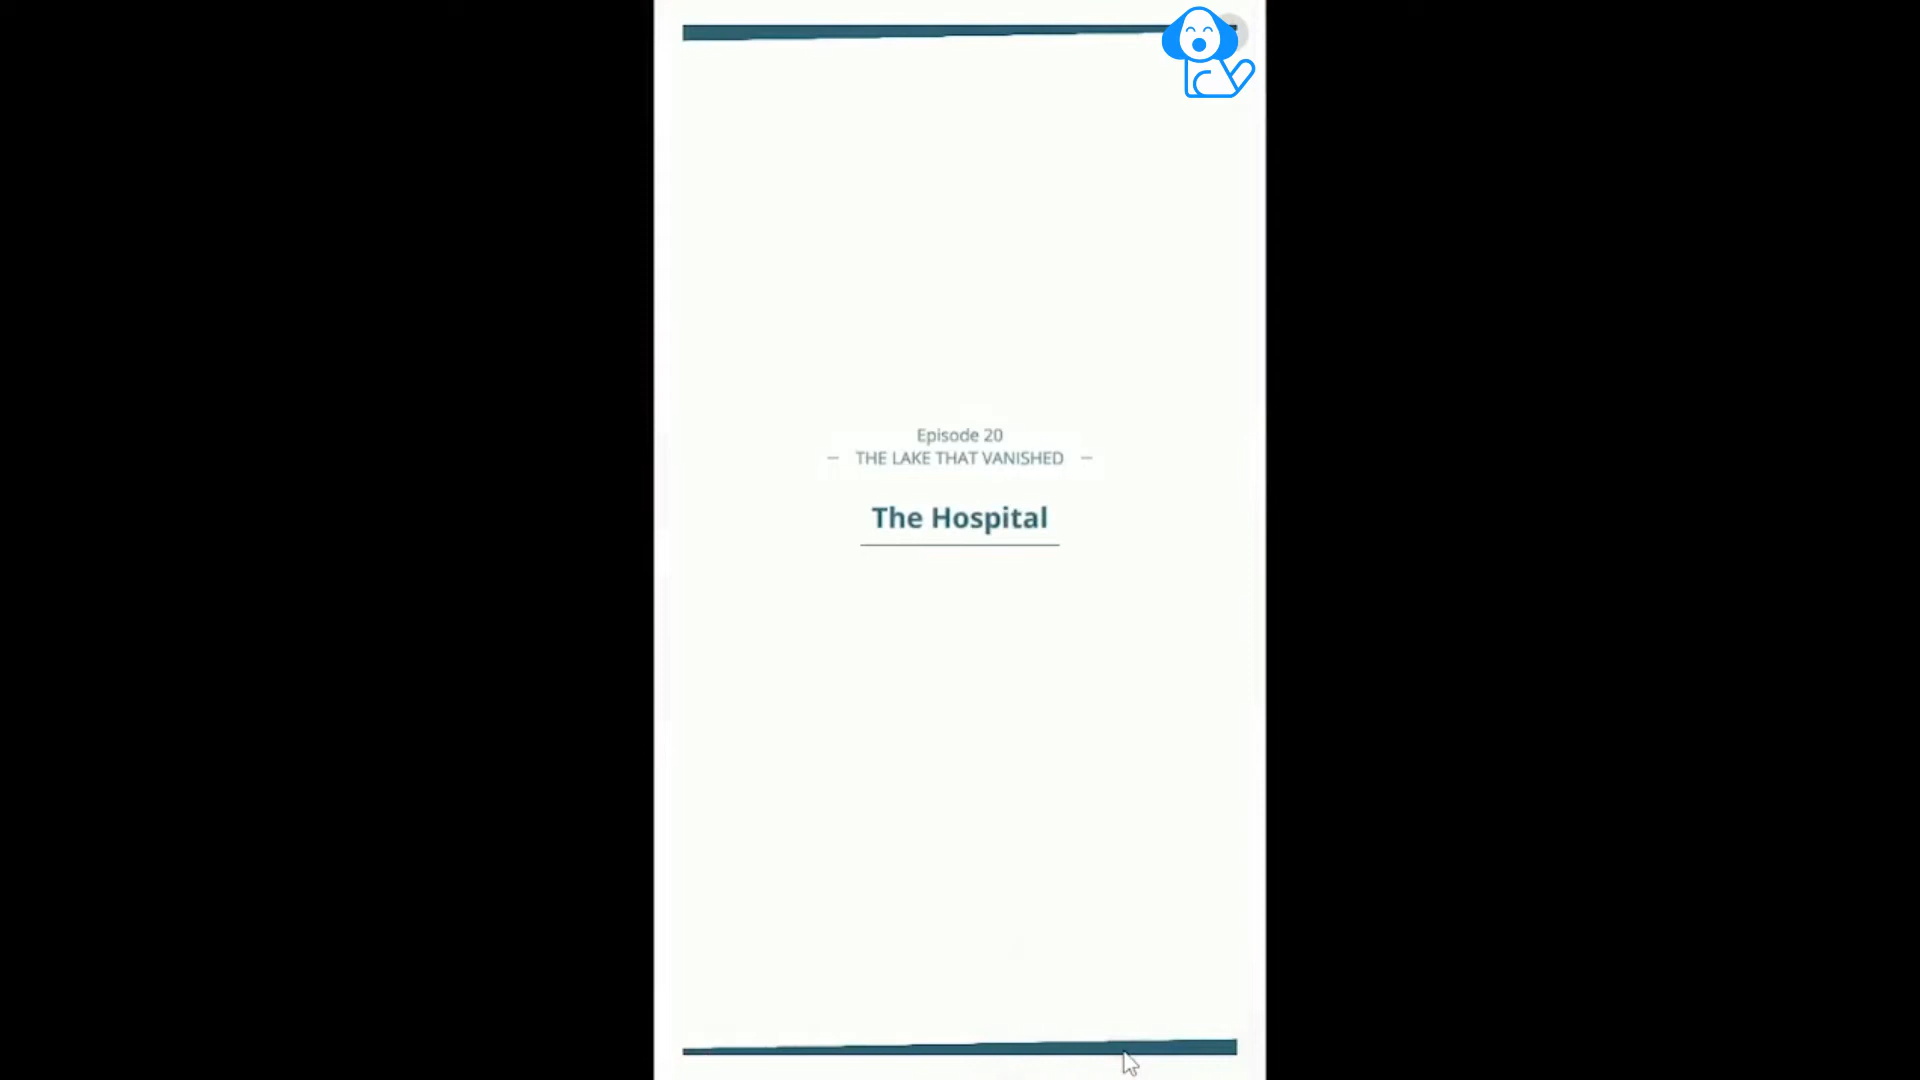 Episode 20
— THE LAKE THAT VANISHED —
The Hospital